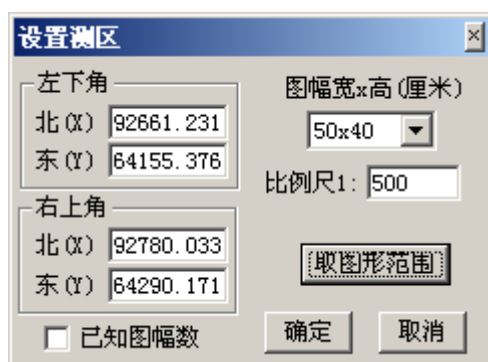 设置测区
左下角
北(X) 92661.231
东(Y) 64155.376
右上角
北(X) 92780.033
东(Y) 64290.171
已知图幅数
图幅宽x高(厘米)
50x40
比例尺1: 500
取图形范围
确定 取消